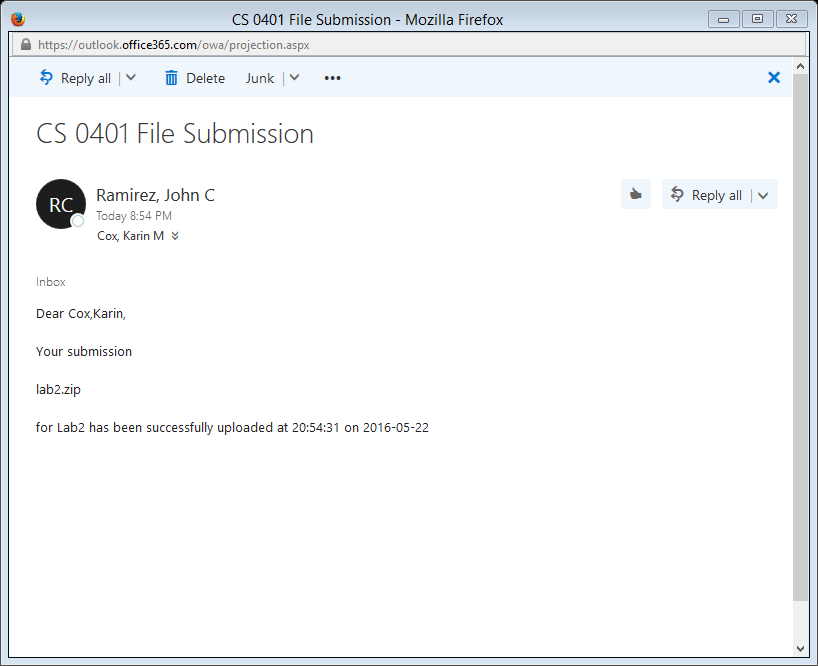 CS 0401 File Submission - Mozilla Firefox
https://outlook.office365.com/owa/projection.aspx
Reply all | Delete Junk | •••
CS 0401 File Submission
RC
Ramirez, John C
Today 8:54 PM
Cox, Karin M
Reply all |
Inbox
Dear Cox,Karin,
Your submission
lab2.zip
for Lab2 has been successfully uploaded at 20:54:31 on 2016-05-22